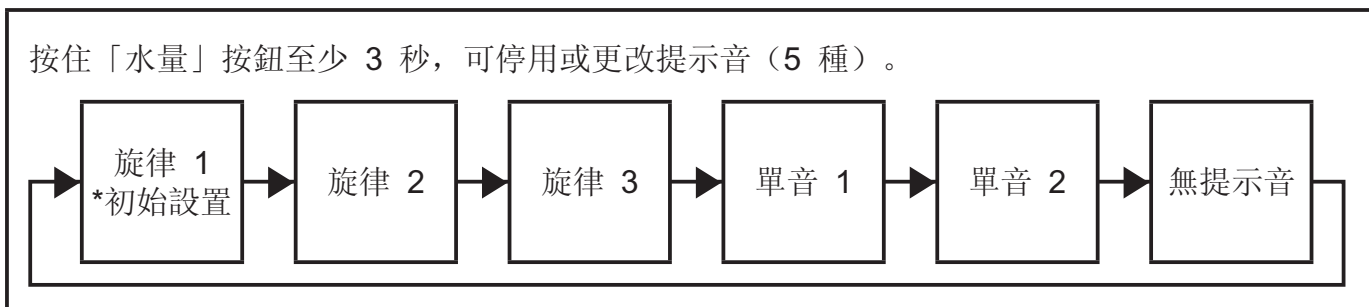 按住「水量」按鈕至少 3 秒，可停用或更改提示音（5 種）。
旋律 1
*初始設置
旋律 2
旋律 3
單音 1
單音 2
無提示音